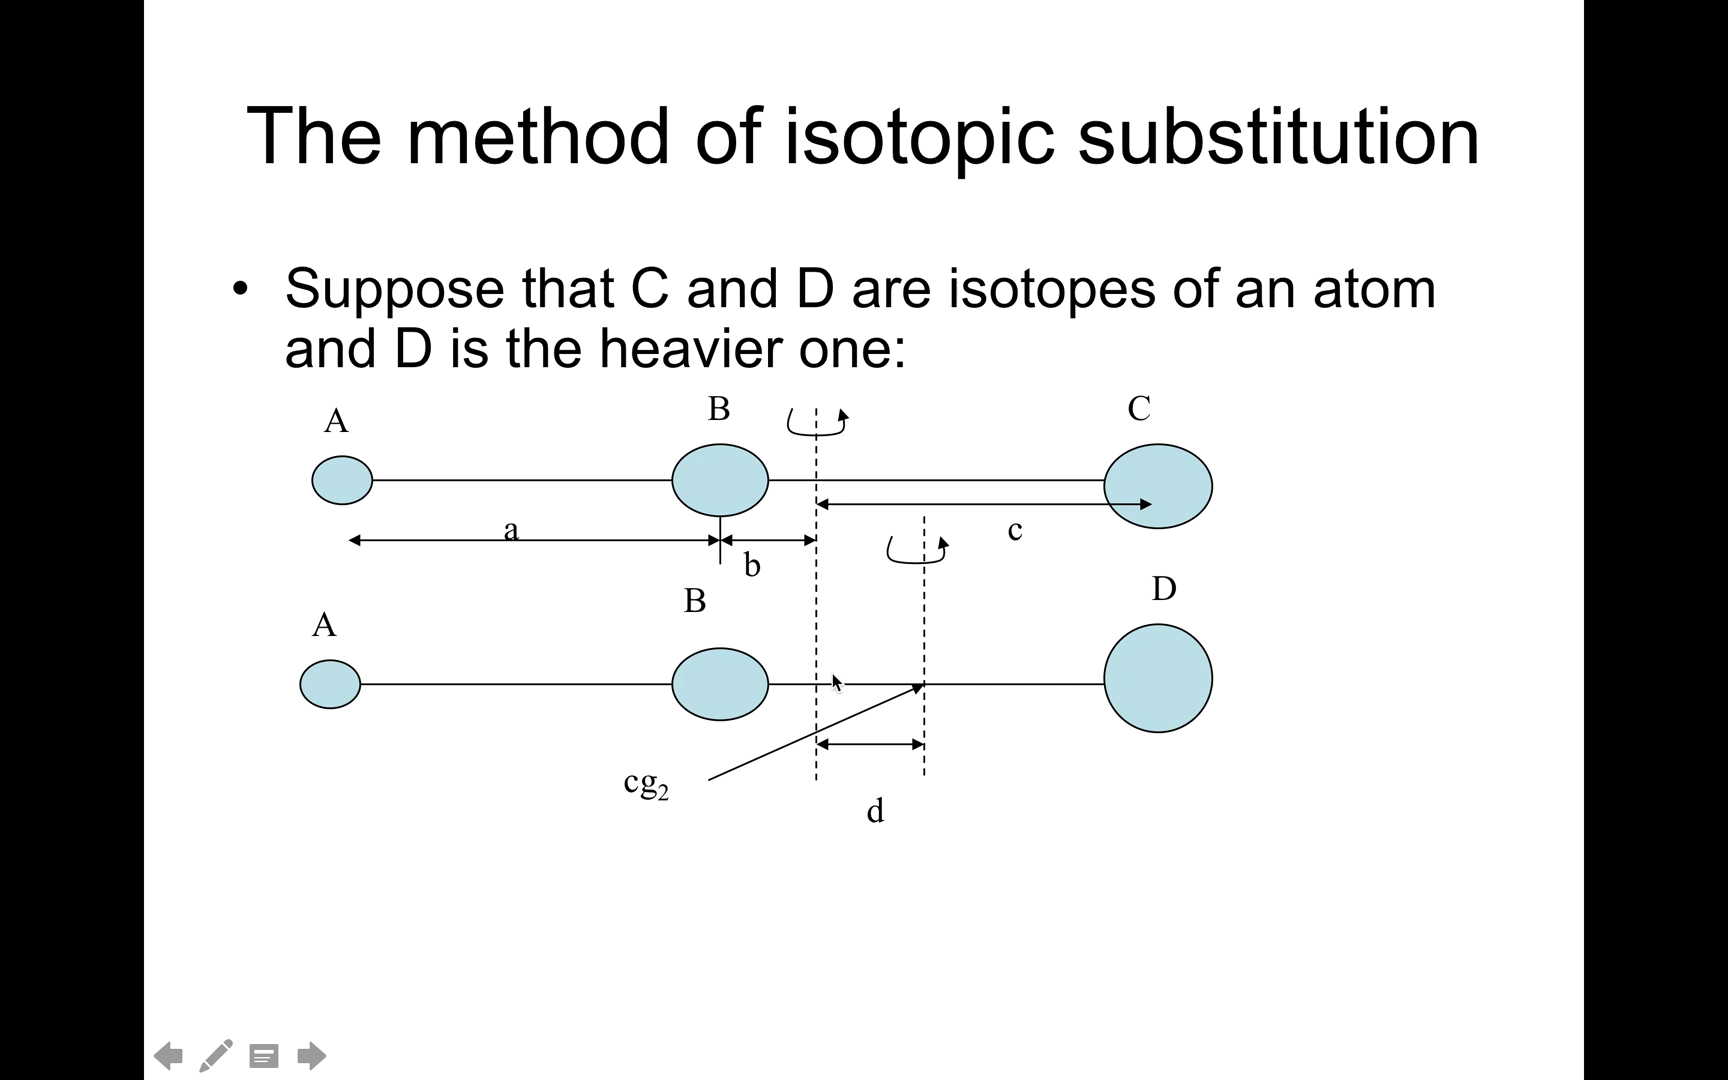 The method of isotopic substitution
• Suppose that C and D are isotopes of an atom
and D is the heavier one:
A
B
C
a
b
c
A
B
D
cg₂
d